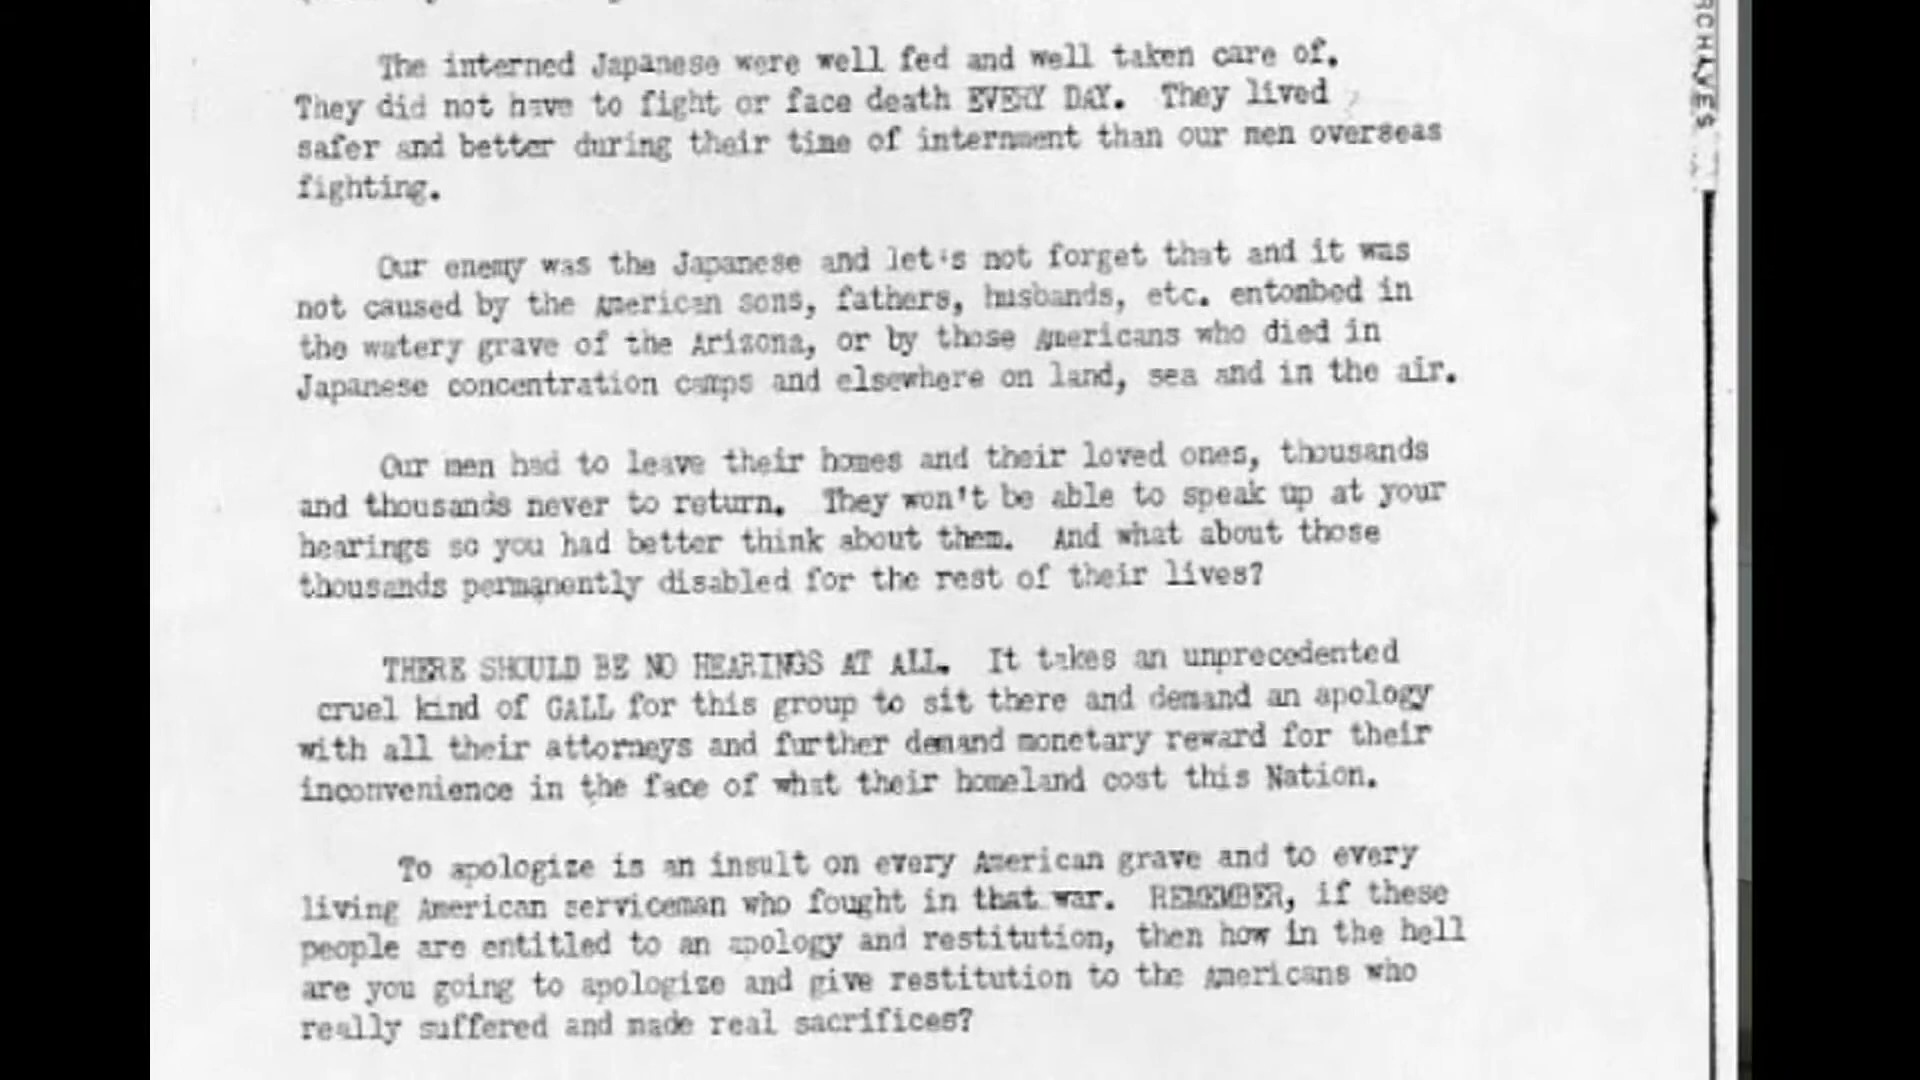 The interned Japanese were well fed and well taken care of.
They did not have to fight or face death EVERY DAY. They lived
safer and better during their time of internment than our men overseas
fighting.
Our enemy was the Japanese and let's not forget that and it was
not caused by the American sons, fathers, husbands, etc. entombed in
the watery grave of the Arizona, or by those Americans who died in
Japanese concentration camps and elsewhere on land, sea and in the air.
Our men had to leave their homes and their loved ones, thousands
and thousands never to return. They won't be able to speak up at your
hearings so you had better think about them. And what about those
thousands permanently disabled for the rest of their lives?
THERE SHOULD BE NO HEARINGS AT ALL. It takes an unprecedented
cruel kind of GALL for this group to sit there and demand an apology
with all their attorneys and further demand monetary reward for their
inconvenience in the face of what their homeland cost this Nation.
To apologize is an insult on every American grave and to every
living American serviceman who fought in that war. REMEMBER, if these
people are entitled to an apology and restitution, then how in the hell
are you going to apologize and give restitution to the Americans who
really suffered and made real sacrifices?